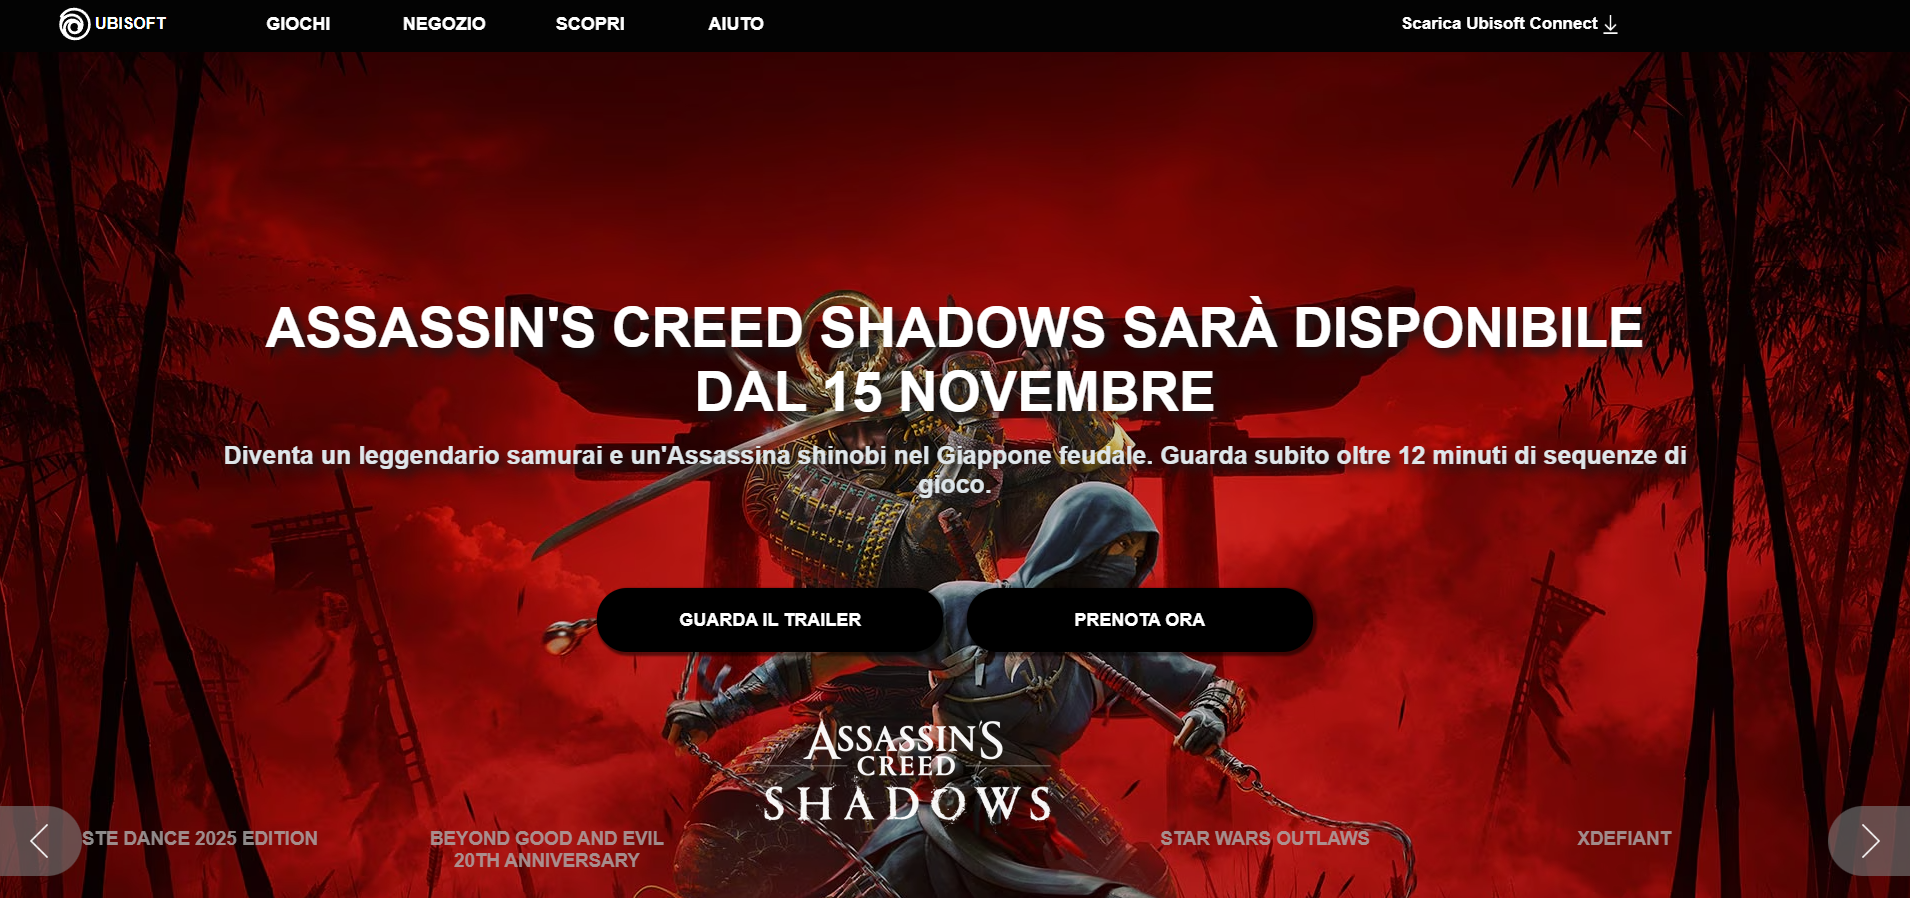 UBISOFT
GIOCHI
NEGOZIO
SCOPRI
AIUTO
Scarica Ubisoft Connect
ASSASSIN'S CREED SHADOWS SARÀ DISPONIBILE
DAL 15 NOVEMBRE
Diventa un leggendario samurai e un'Assassina shinobi nel Giappone feudale. Guarda subito oltre 12 minuti di sequenze di
gioco.
GUARDA IL TRAILER
PRENOTA ORA
ASSASSIN'S
CREED
SHADOWS
STE DANCE 2025 EDITION
BEYOND GOOD AND EVIL
20TH ANNIVERSARY
STAR WARS OUTLAWS
XDEFIANT